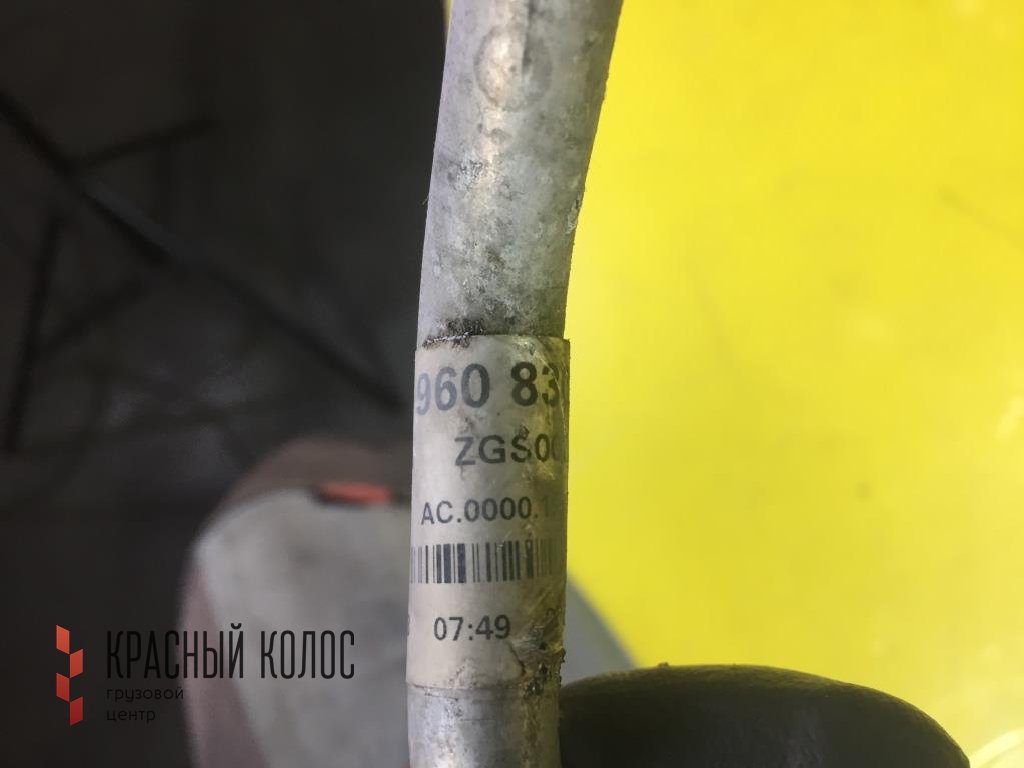 960 83
ZGS00
AC.0000.1
07:49
КРАСНЫЙ КОЛОС
грузовой
центр